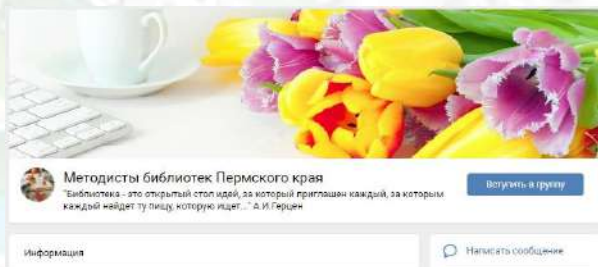 Методисты библиотек Пермского края
"Библиотека - это открытый стол идей, за который приглашен каждый, за которым
каждый найдет ту пищу, которую ищет..." А.И.Герцен
Вступить в группу
Информация
Написать сообщение